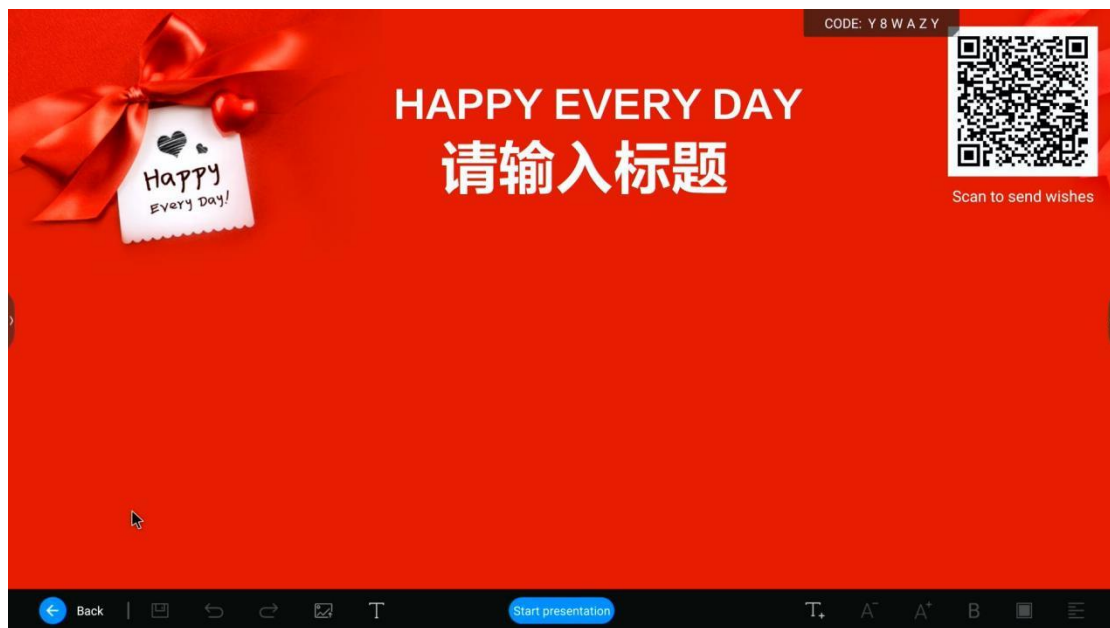 CODE: Y8WAZY
HAPPY EVERY DAY
请输入标题
Happy
Every Day!
Scan to send wishes
Back
Start presentation